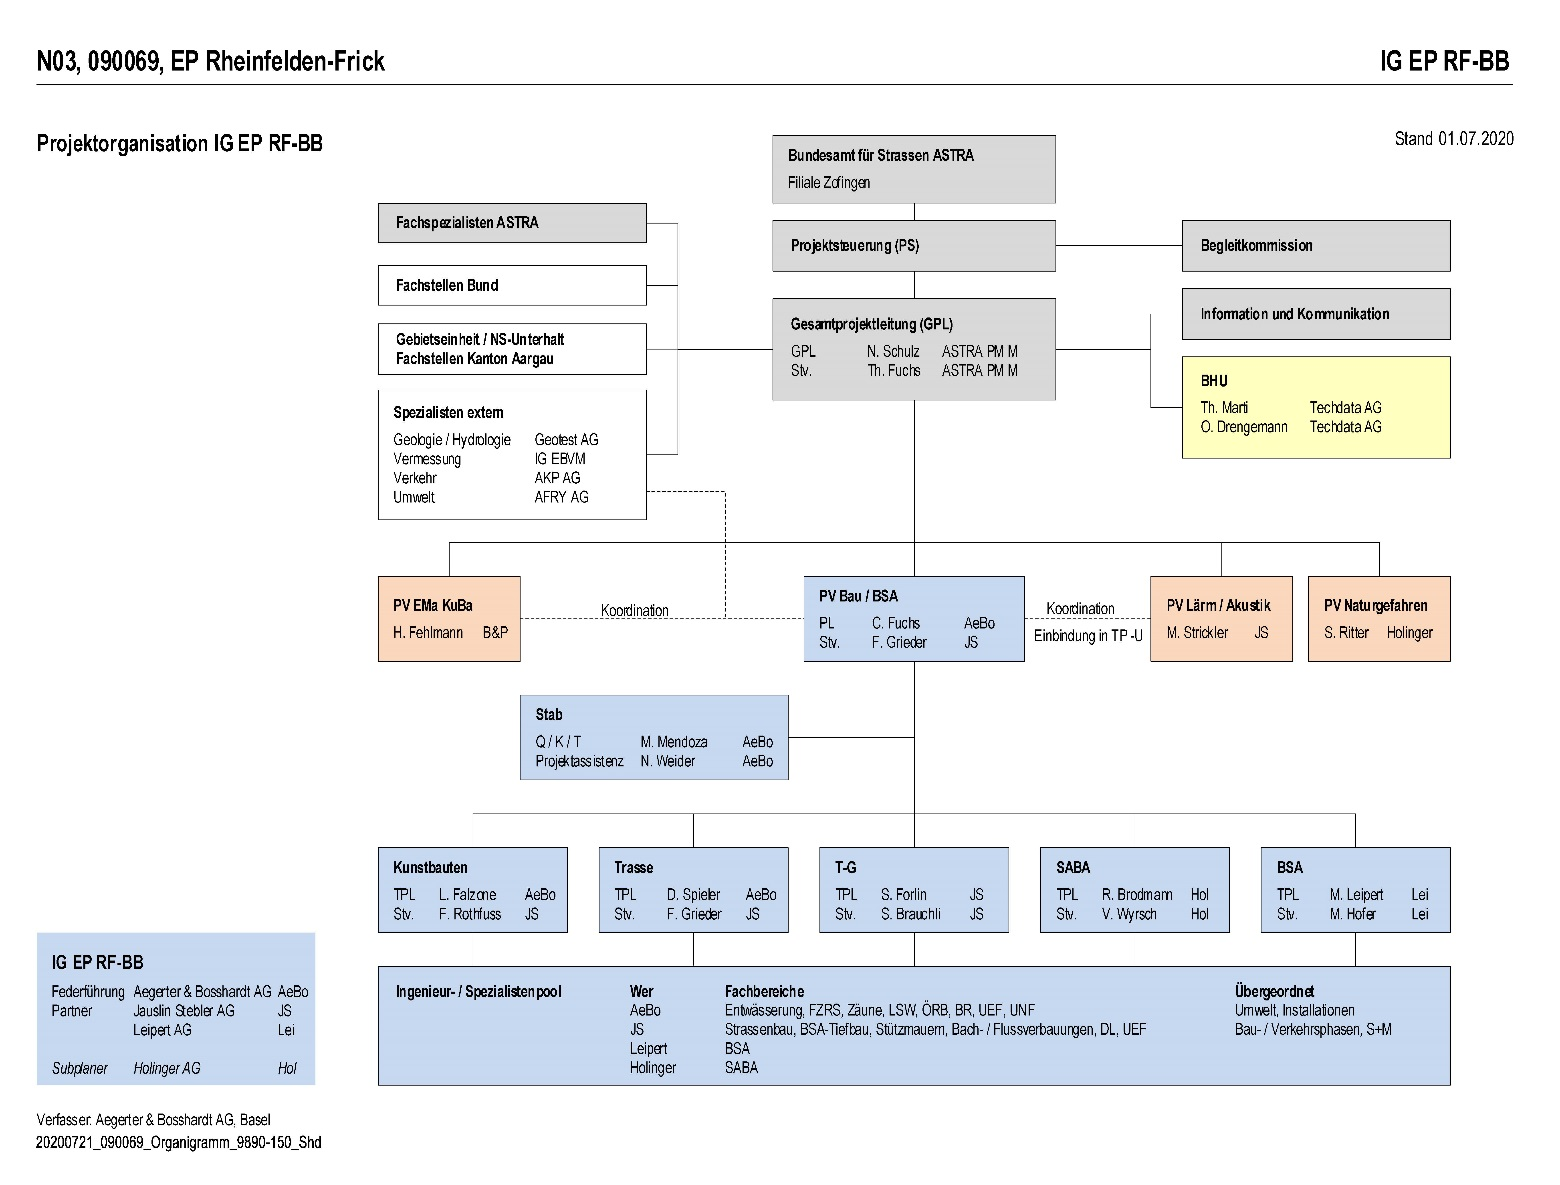 N03, 090069, EP Rheinfelden-Frick
IG EP RF-BB
Projektorganisation IG EP RF-BB
Stand 01.07.2020
Bundesamt für Strassen ASTRA
Filiale Zofingen
Fachspezialisten ASTRA
Projektsteuerung (PS)
Begleitkommission
Fachstellen Bund
Gesamtprojektleitung (GPL)
GPL N. Schulz ASTRA PM M
Stv. Th. Fuchs ASTRA PM M
Information und Kommunikation
Gebietseinheit / NS-Unterhalt
Fachstellen Kanton Aargau
BHU
Th. Marti Techdata AG
O. Drengemann Techdata AG
Spezialisten extern
Geologie / Hydrologie Geotest AG
Vermessung IG EBVM
Verkehr AKP AG
Umwelt AFRY AG
PV EMa KuBa
H. Fehlmann B&P
Koordination
PV Bau / BSA
PL C. Fuchs AeBo
Stv. F. Grieder JS
Koordination
Einbindung in TP -U
PV Lärm / Akustik
M. Strickler JS
PV Naturgefahren
S. Ritter Holinger
Stab
Q / K / T M. Mendoza AeBo
Projektassistenz N. Weider AeBo
Kunstbauten
TPL L. Falzone AeBo
Stv. F. Rothfuss JS
Trasse
TPL D. Spieler AeBo
Stv. F. Grieder JS
T-G
TPL S. Forlin JS
Stv. S. Brauchli JS
SABA
TPL R. Brodmann Hol
Stv. V. Wyrsch Hol
BSA
TPL M. Leipert Lei
Stv. M. Hofer Lei
IG EP RF-BB
Federführung Aegerter & Bosshardt AG AeBo
Partner Jauslin Stebler AG JS
Leipert AG Lei
Subplaner Holinger AG Hol
Ingenieur- / Spezialistenpool Wer Fachbereiche Übergeordnet
AeBo Entwässerung, FZRS, Zäune, LSW, ÖRB, BR, UEF, UNF Umwelt, Installationen
JS Strassenbau, BSA-Tiefbau, Stützmauern, Bach- / Flussverbauungen, DL, UEF Bau- / Verkehrsphasen, S+M
Leipert BSA
Holinger SABA
Verfasser: Aegerter & Bosshardt AG, Basel
20200721_090069_Organigramm_9890-150_Shd